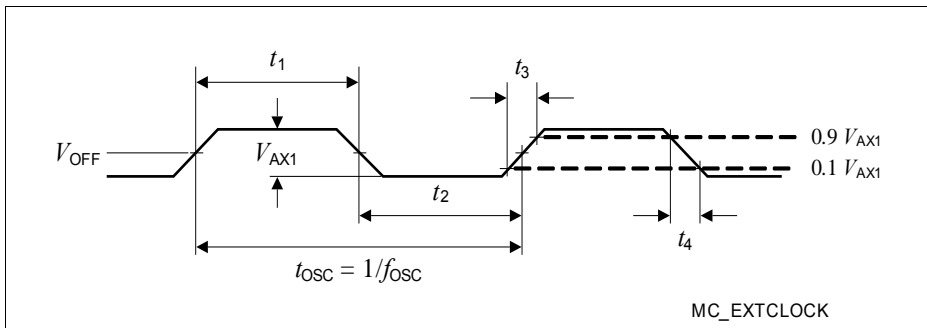 t1
t3
VOFF
VAX1
0.9 VAX1
0.1 VAX1
t2
t4
tOSC = 1/fOSC
MC_EXTCLOCK